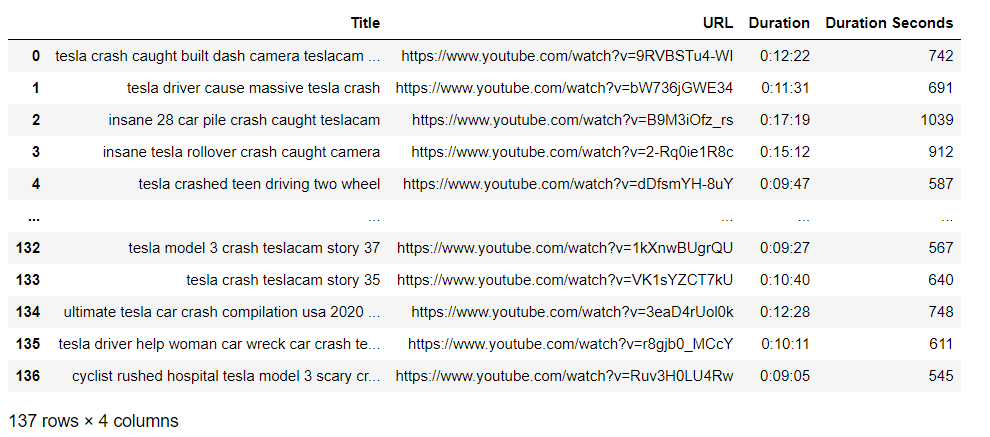 Title URL Duration Duration Seconds
0 tesla crash caught built dash camera teslacam ... https://www.youtube.com/watch?v=9RVBSTu4-WI 0:12:22 742
1 tesla driver cause massive tesla crash https://www.youtube.com/watch?v=bW736jGWE34 0:11:31 691
2 insane 28 car pile crash caught teslacam https://www.youtube.com/watch?v=B9M3iOfz_rs 0:17:19 1039
3 insane tesla rollover crash caught camera https://www.youtube.com/watch?v=2-Rq0ie1R8c 0:15:12 912
4 tesla crashed teen driving two wheel https://www.youtube.com/watch?v=dDfsmYH-8uY 0:09:47 587
... ... ... ... ...
132 tesla model 3 crash teslacam story 37 https://www.youtube.com/watch?v=1kXnwBUgrQU 0:09:27 567
133 tesla crash teslacam story 35 https://www.youtube.com/watch?v=VK1sYZCT7kU 0:10:40 640
134 ultimate tesla car crash compilation usa 2020 ... https://www.youtube.com/watch?v=3eaD4rUol0k 0:12:28 748
135 tesla driver help woman car wreck car crash te... https://www.youtube.com/watch?v=r8gjb0_MCcY 0:10:11 611
136 cyclist rushed hospital tesla model 3 scary cr... https://www.youtube.com/watch?v=Ruv3H0LU4Rw 0:09:05 545
137 rows × 4 columns